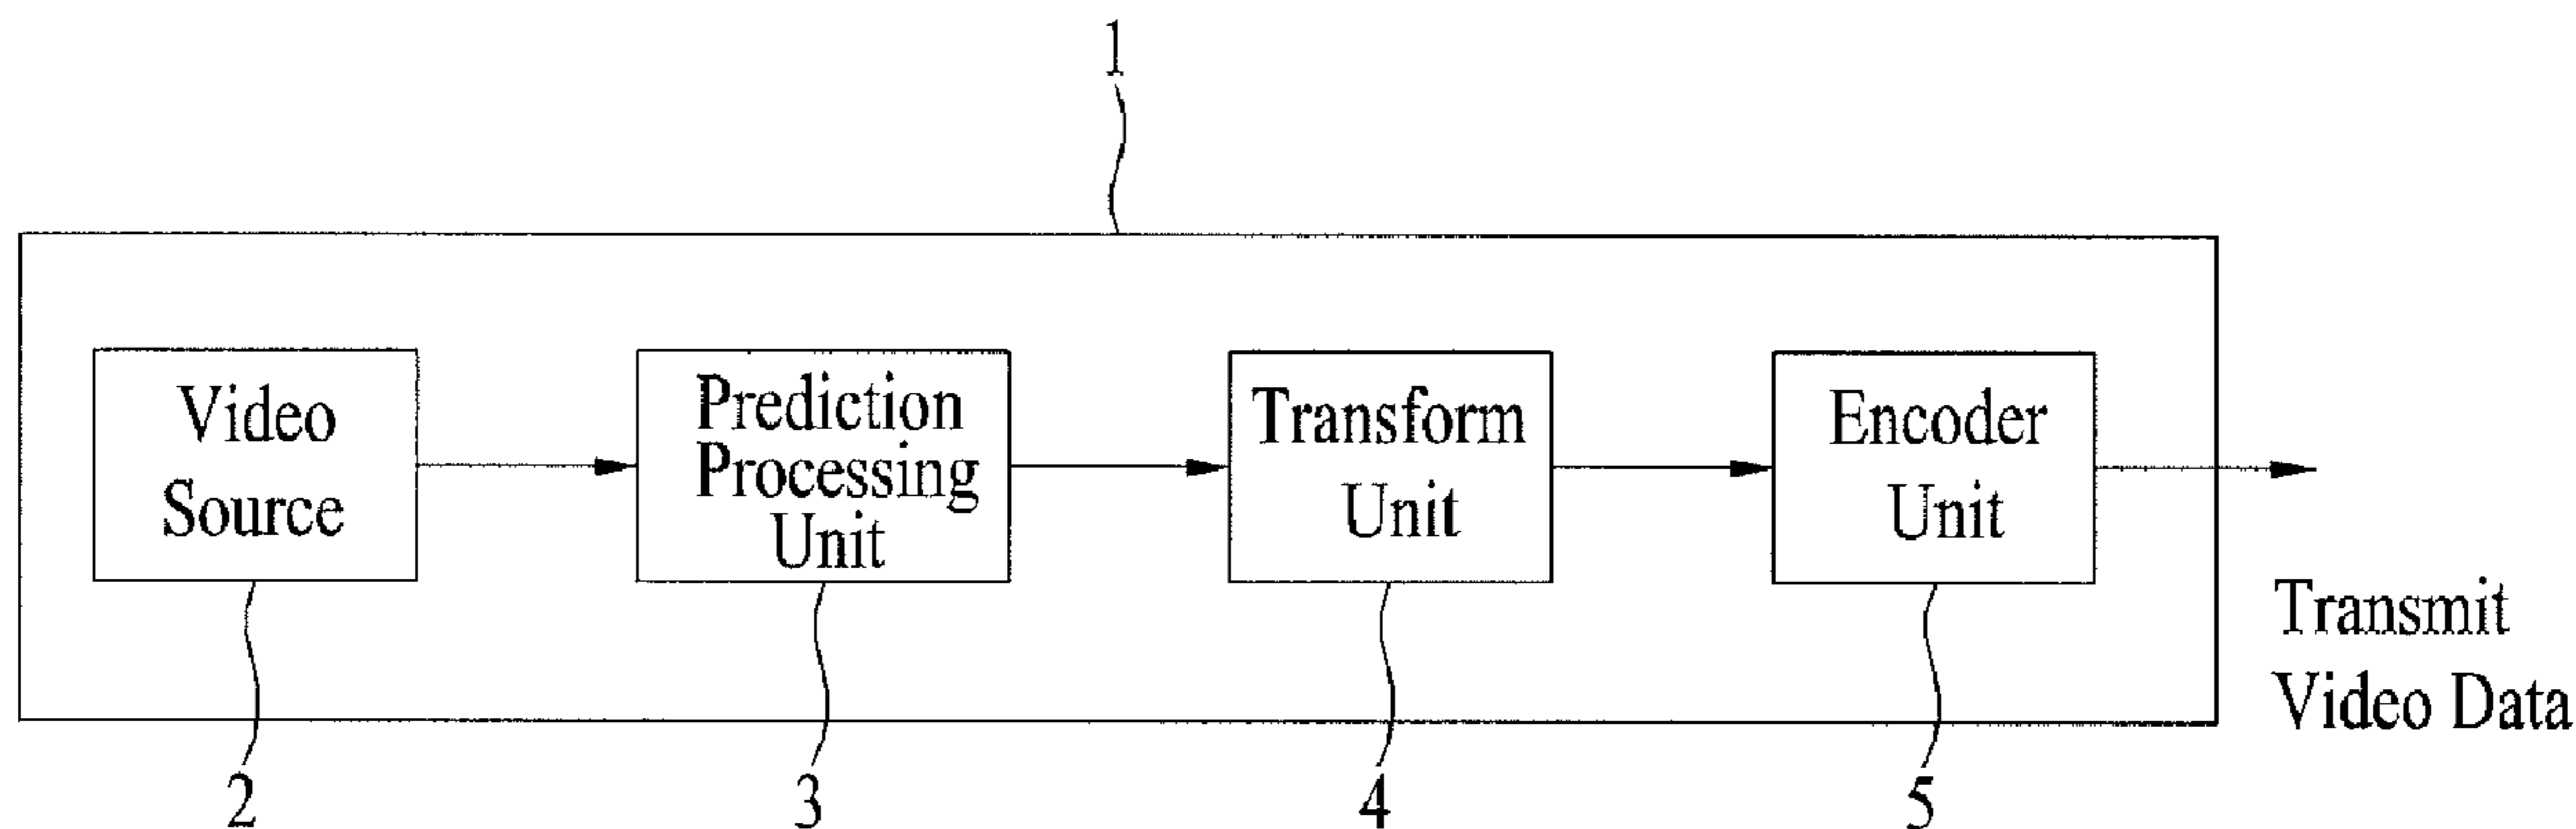 1
Video
Source
Prediction
Processing
Unit
Transform
Unit
Encoder
Unit
Transmit
Video Data
2
3
4
5